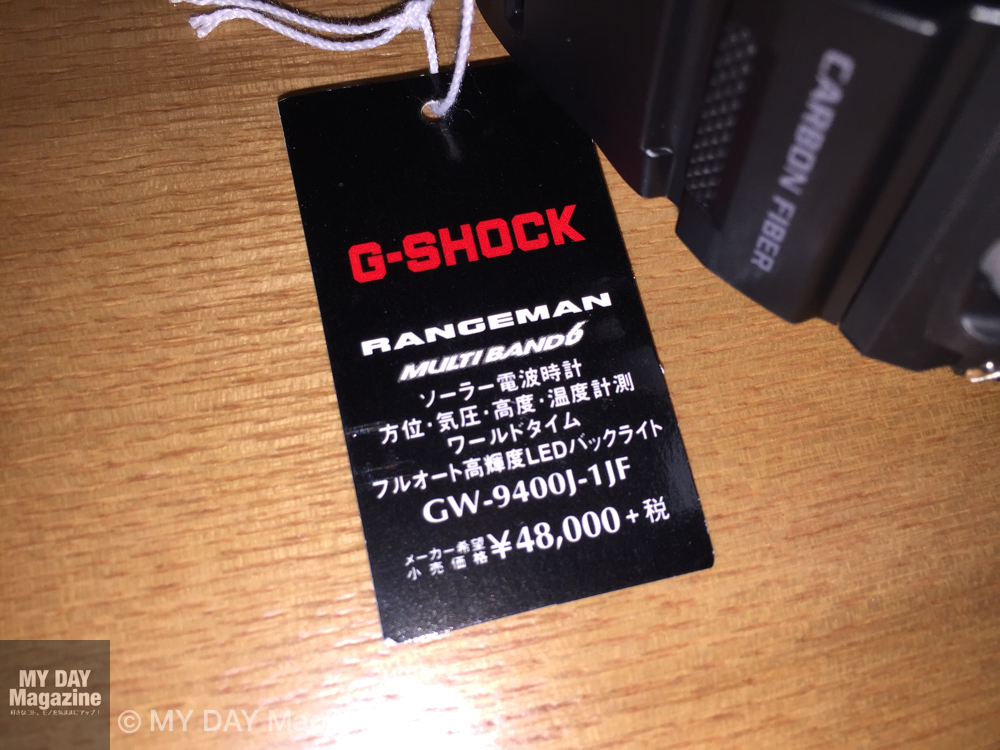 G-SHOCK
RANGEMAN
MULTI BAND 6
ソーラー電波時計
方位・気圧・高度・温度計測
ワールドタイム
フルオート高輝度LEDバックライト
GW-9400J-1JF
メーカー希望
小売価格 ¥48,000+税
CARBON FIBER
MY DAY
Magazine
© MY DAY